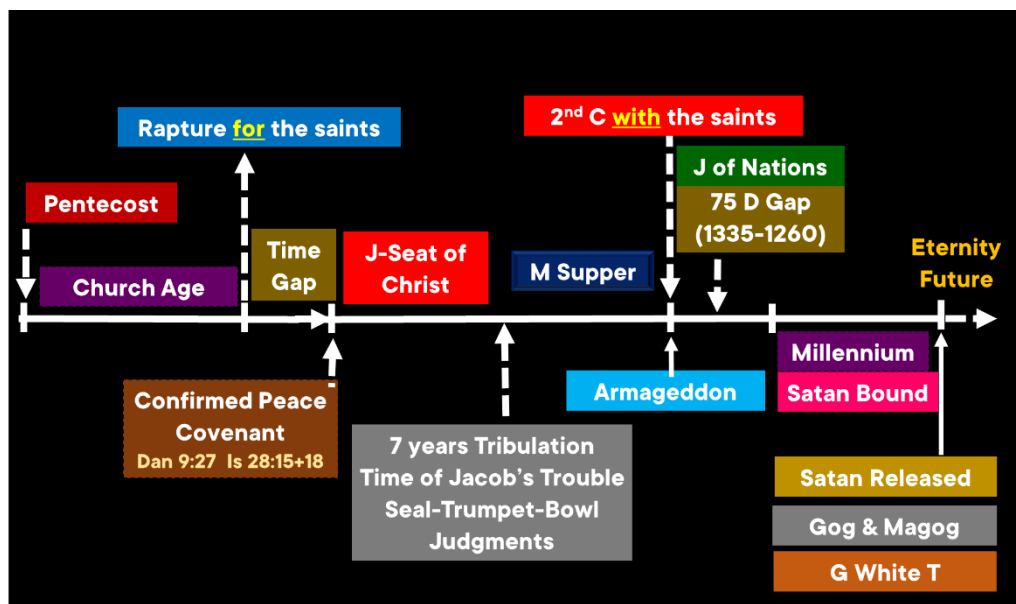 Rapture for the saints
2nd C with the saints
J of Nations
75 D Gap
(1335-1260)
Pentecost
Time
Gap
J-Seat of
Christ
M Supper
Eternity
Future
Church Age
Confirmed Peace
Covenant
Dan 9:27 Is 28:15+18
7 years Tribulation
Time of Jacob's Trouble
Seal-Trumpet-Bowl
Judgments
Armageddon
Millennium
Satan Bound
Satan Released
Gog & Magog
G White T